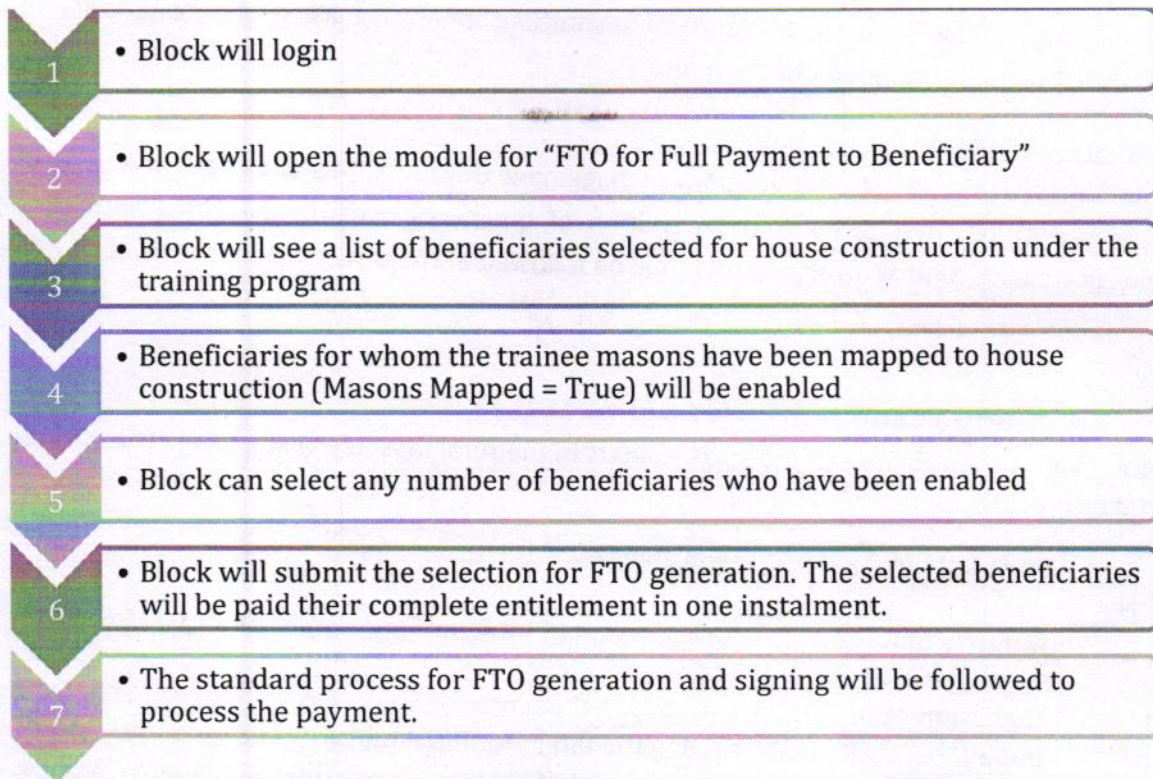 1
• Block will login
2
• Block will open the module for “FTO for Full Payment to Beneficiary”
3
• Block will see a list of beneficiaries selected for house construction under the
training program
4
• Beneficiaries for whom the trainee masons have been mapped to house
construction (Masons Mapped = True) will be enabled
5
• Block can select any number of beneficiaries who have been enabled
6
• Block will submit the selection for FTO generation. The selected beneficiaries
will be paid their complete entitlement in one instalment.
7
• The standard process for FTO generation and signing will be followed to
process the payment.